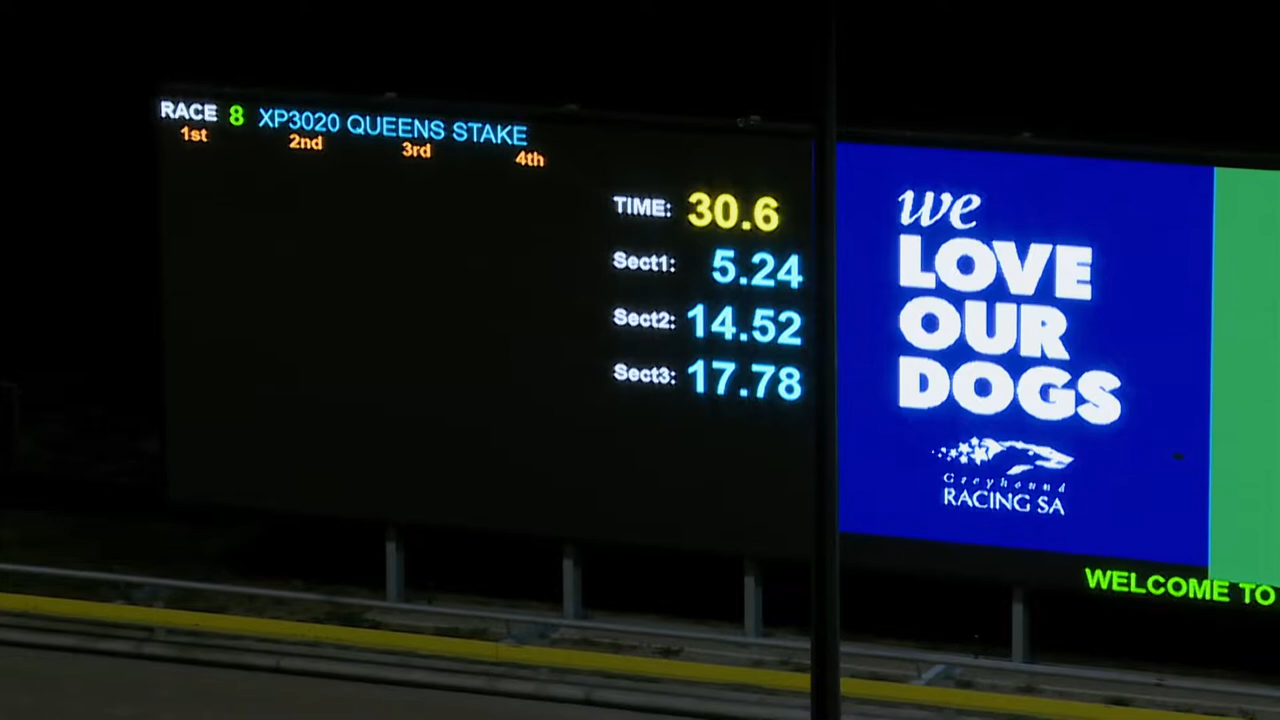 RACE 8 XP3020 QUEENS STAKE
1st 2nd 3rd 4th
TIME: 30.6
Sect1: 5.24
Sect2: 14.52
Sect3: 17.78
we
LOVE
OUR
DOGS
Greyhound
RACING SA
WELCOME TO